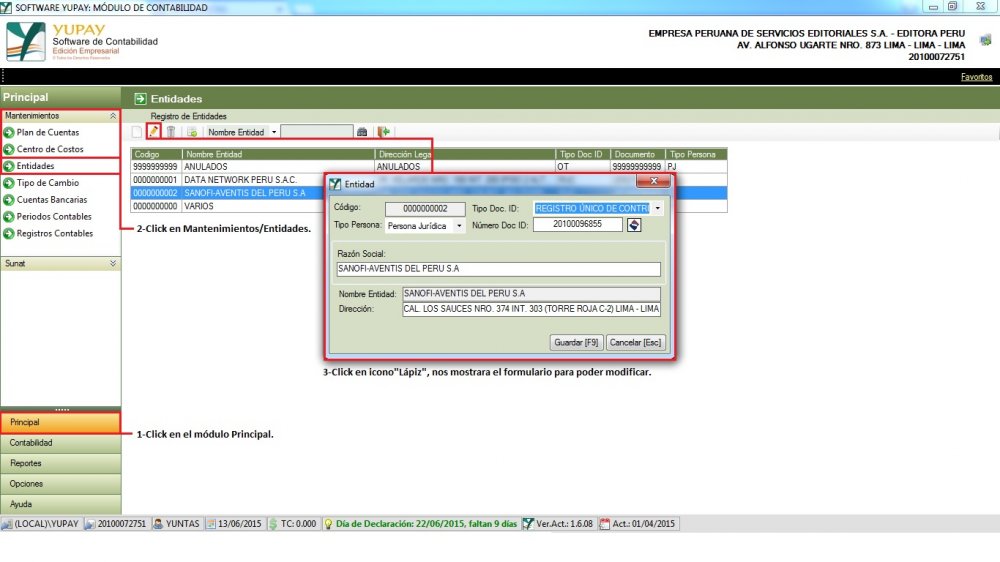 SOFTWARE YUPAY: MÓDULO DE CONTABILIDAD
YUPAY
Software de Contabilidad
Edición Empresarial
EMPRESA PERUANA DE SERVICIOS EDITORIALES S.A. - EDITORA PERU
AV. ALFONSO UGARTE NRO. 873 LIMA - LIMA - LIMA
20100072751
Favoritos
Principal
Mantenimientos
Plan de Cuentas
Centro de Costos
Entidades
Tipo de Cambio
Cuentas Bancarias
Periodos Contables
Registros Contables
Sunat
Principal
Contabilidad
Reportes
Opciones
Ayuda
Entidades
Registro de Entidades
Nombre Entidad
Codigo Nombre Entidad Dirección Lega Tipo Doc ID Documento Tipo Persona
9999999999 ANULADOS ANULADOS OT 99999999999 PJ
0000000001 DATA NETWORK PERU S.A.C.
0000000002 SANOFI-AVENTIS DEL PERU S.A
0000000000 VARIOS
2-Click en Mantenimientos/Entidades.
Entidad
Código: 0000000002 Tipo Doc. ID: REGISTRO ÚNICO DE CONTRI
Tipo Persona: Persona Jurídica Número Doc ID: 20100096855
Razón Social:
SANOFI-AVENTIS DEL PERU S.A
Nombre Entidad: SANOFI-AVENTIS DEL PERU S.A
Dirección: CAL. LOS SAUCES NRO. 374 INT. 303 (TORRE ROJA C-2) LIMA - LIMA
Guardar [F9] Cancelar [Esc]
3-Click en icono"Lápiz", nos mostrara el formulario para poder modificar.
1-Click en el módulo Principal.
(LOCAL)\YUPAY 20100072751 YUNTAS 13/06/2015 TC: 0.000 Día de Declaración: 22/06/2015, faltan 9 días Ver.Act.: 1.6.08 Act.: 01/04/2015